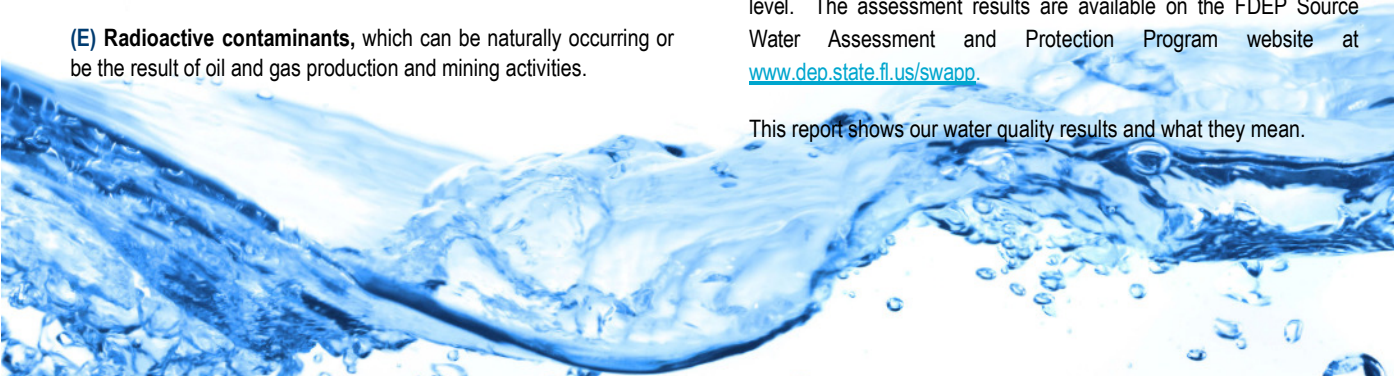 (E) Radioactive contaminants, which can be naturally occurring or
be the result of oil and gas production and mining activities.
level. The assessment results are available on the FDEP Source
Water Assessment and Protection Program website at
www.dep.state.fl.us/swapp.
This report shows our water quality results and what they mean.